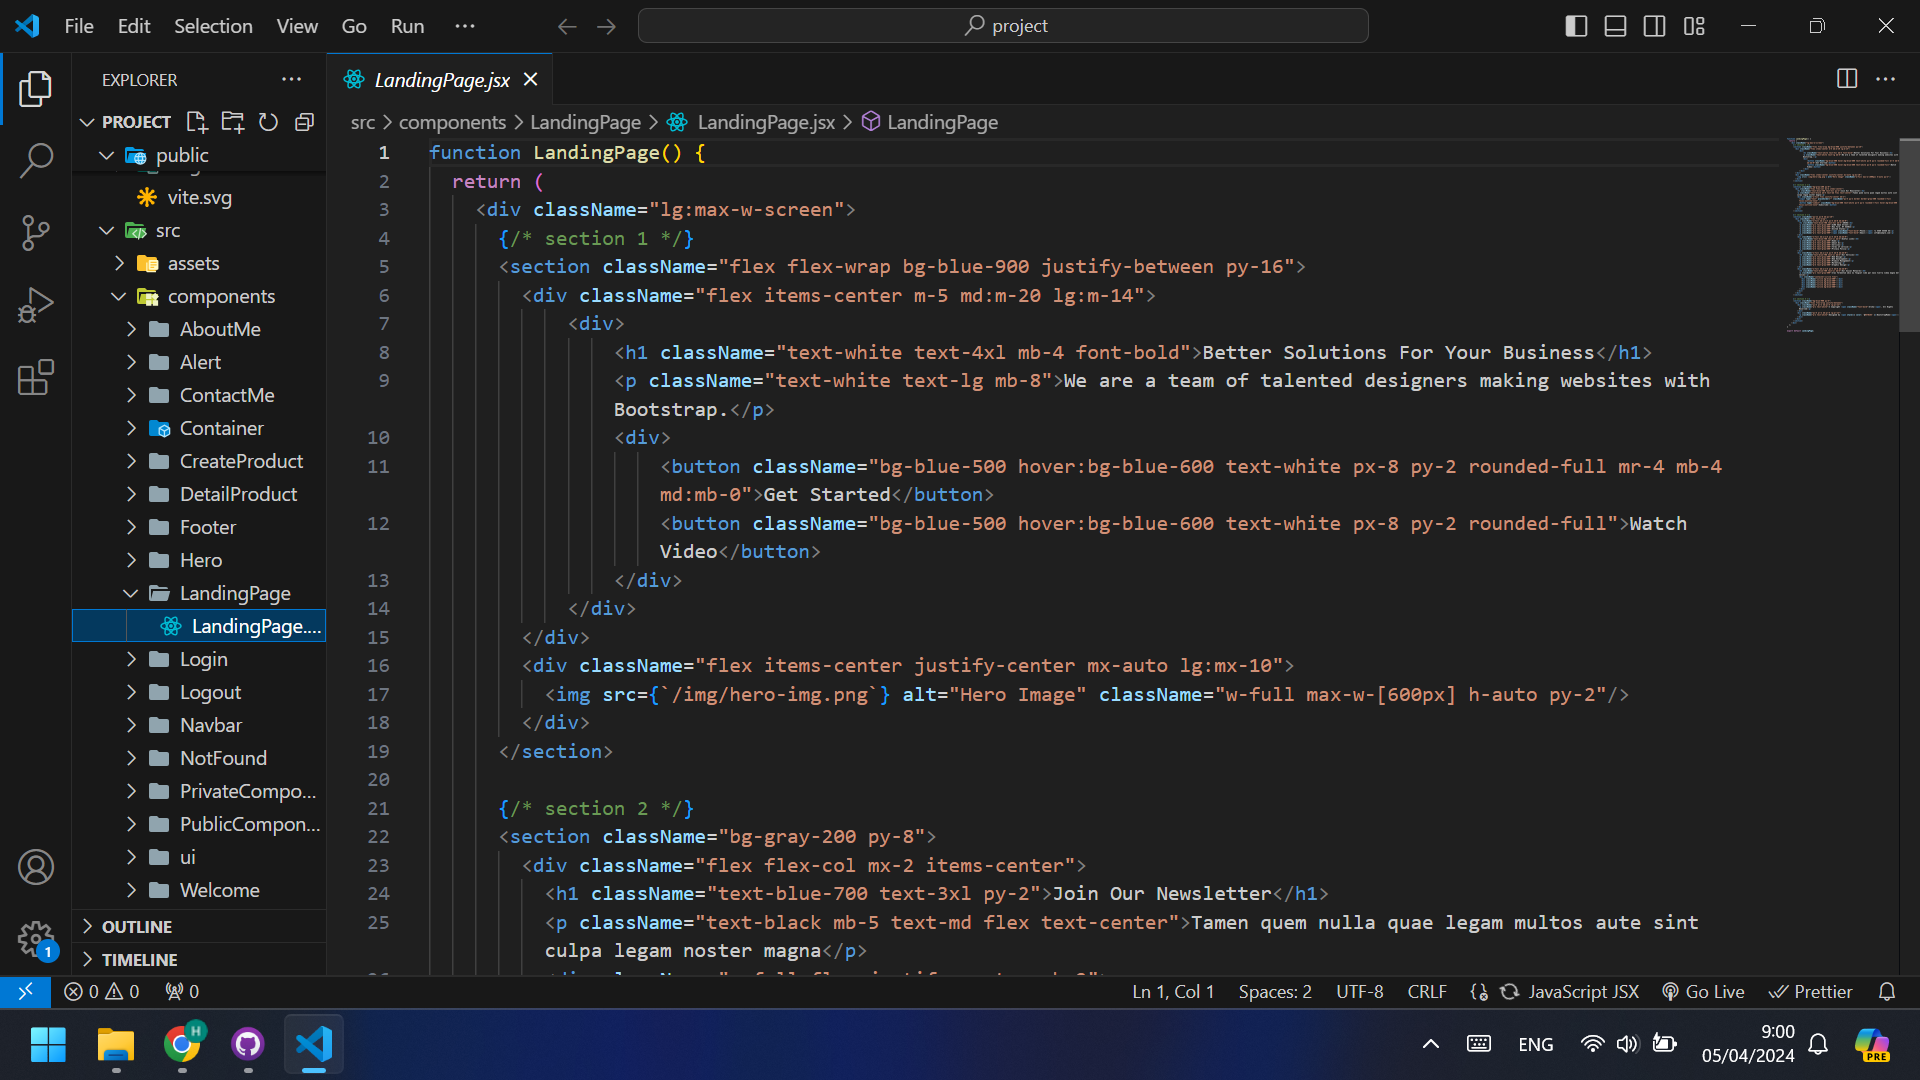 File Edit Selection View Go Run ··· project
EXPLORER ···
LandingPage.jsx
PROJECT
src > components > LandingPage > LandingPage.jsx > LandingPage
public
vite.svg
src
assets
components
AboutMe
Alert
ContactMe
Container
CreateProduct
DetailProduct
Footer
Hero
LandingPage
LandingPage....
Login
Logout
Navbar
NotFound
PrivateCompo...
PublicCompon...
ui
Welcome
OUTLINE
TIMELINE
1 function LandingPage() {
2 return (
3 <div className="lg:max-w-screen">
4 {/* section 1 */}
5 <section className="flex flex-wrap bg-blue-900 justify-between py-16">
6 <div className="flex items-center m-5 md:m-20 lg:m-14">
7 <div>
8 <h1 className="text-white text-4xl mb-4 font-bold">Better Solutions For Your Business</h1>
9 <p className="text-white text-lg mb-8">We are a team of talented designers making websites with
Bootstrap.</p>
10 <div>
11 <button className="bg-blue-500 hover:bg-blue-600 text-white px-8 py-2 rounded-full mr-4 mb-4
md:mb-0">Get Started</button>
12 <button className="bg-blue-500 hover:bg-blue-600 text-white px-8 py-2 rounded-full">Watch
Video</button>
13 </div>
14 </div>
15 </div>
16 <div className="flex items-center justify-center mx-auto lg:mx-10">
17 <img src={`/img/hero-img.png`} alt="Hero Image" className="w-full max-w-[600px] h-auto py-2"/>
18 </div>
19 </section>
20
21 {/* section 2 */}
22 <section className="bg-gray-200 py-8">
23 <div className="flex flex-col mx-2 items-center">
24 <h1 className="text-blue-700 text-3xl py-2">Join Our Newsletter</h1>
25 <p className="text-black mb-5 text-md flex text-center">Tamen quem nulla quae legam multos aute sint
culpa legam noster magna</p>
1
0 0 0 Ln 1, Col 1 Spaces: 2 UTF-8 CRLF JavaScript JSX Go Live Prettier
H ENG 9:00
05/04/2024
PRE